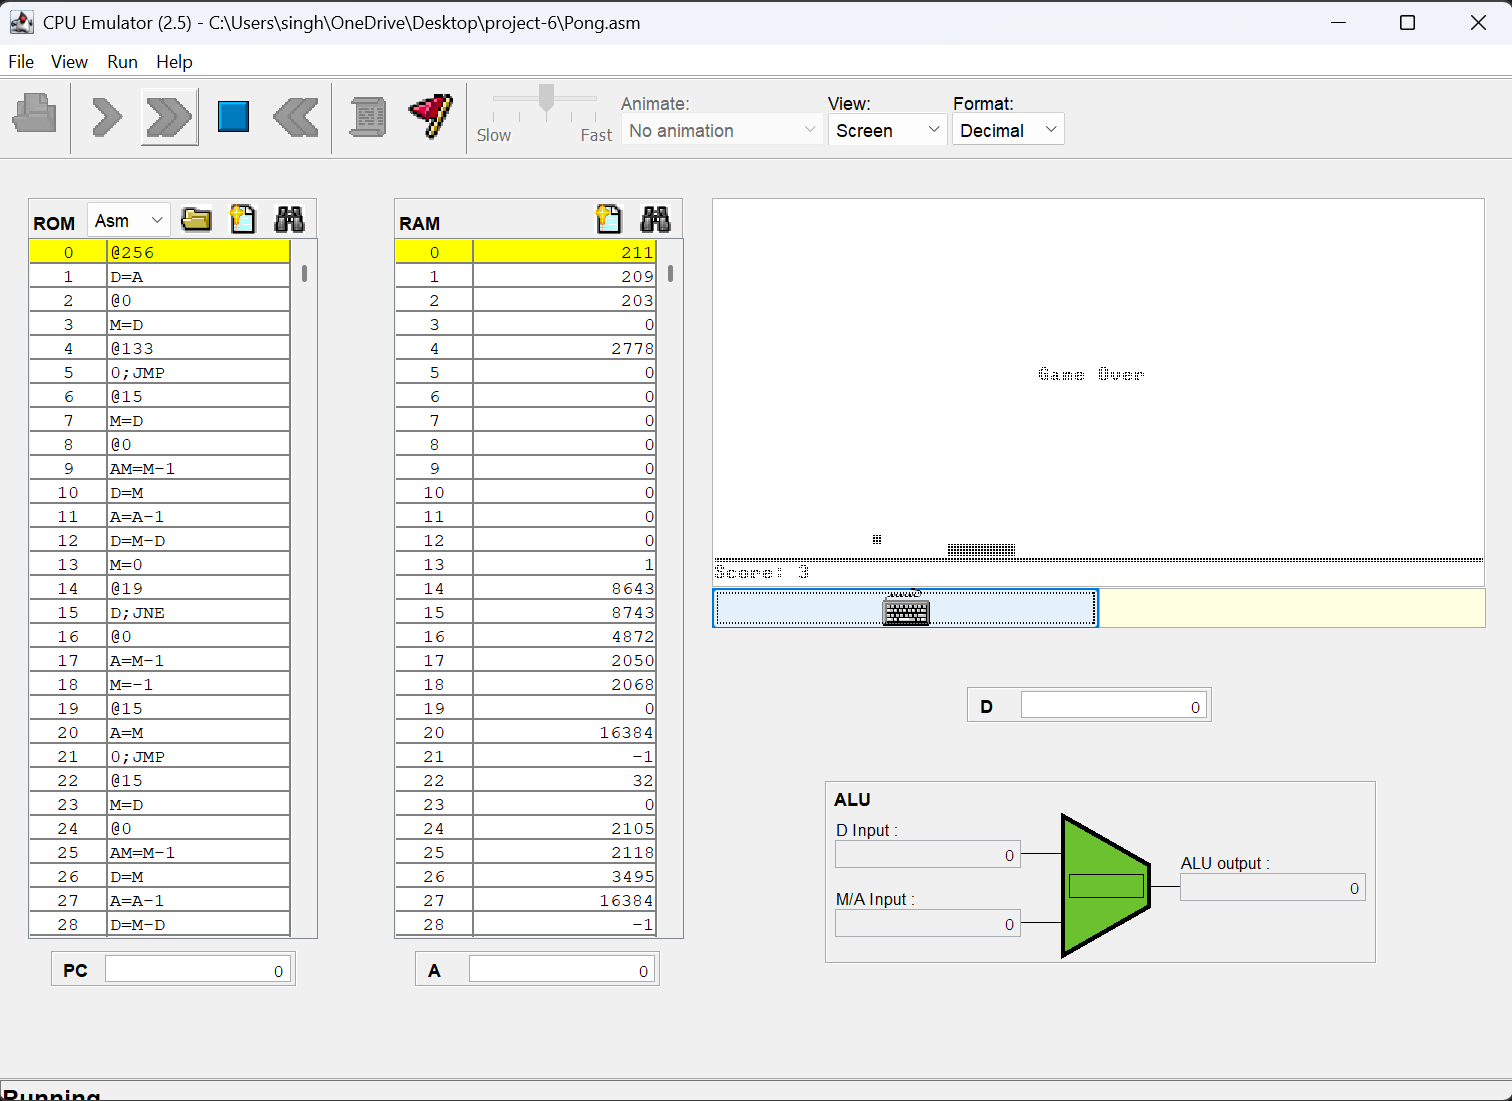 CPU Emulator (2.5) - C:\Users\singh\OneDrive\Desktop\project-6\Pong.asm
File View Run Help
Slow Fast
Animate:
No animation
View:
Screen
Format:
Decimal
ROM Asm
0 @256
1 D=A
2 @0
3 M=D
4 @133
5 0;JMP
6 @15
7 M=D
8 @0
9 AM=M-1
10 D=M
11 A=A-1
12 D=M-D
13 M=0
14 @19
15 D;JNE
16 @0
17 A=M-1
18 M=-1
19 @15
20 A=M
21 0;JMP
22 @15
23 M=D
24 @0
25 AM=M-1
26 D=M
27 A=A-1
28 D=M-D
PC 0
RAM
0 211
1 209
2 203
3 0
4 2778
5 0
6 0
7 0
8 0
9 0
10 0
11 0
12 0
13 1
14 8643
15 8743
16 4872
17 2050
18 2068
19 0
20 16384
21 -1
22 32
23 0
24 2105
25 2118
26 3495
27 16384
28 -1
A 0
Game Over
Score: 3
D 0
ALU
D Input :
0
M/A Input :
0
ALU output :
0
Running